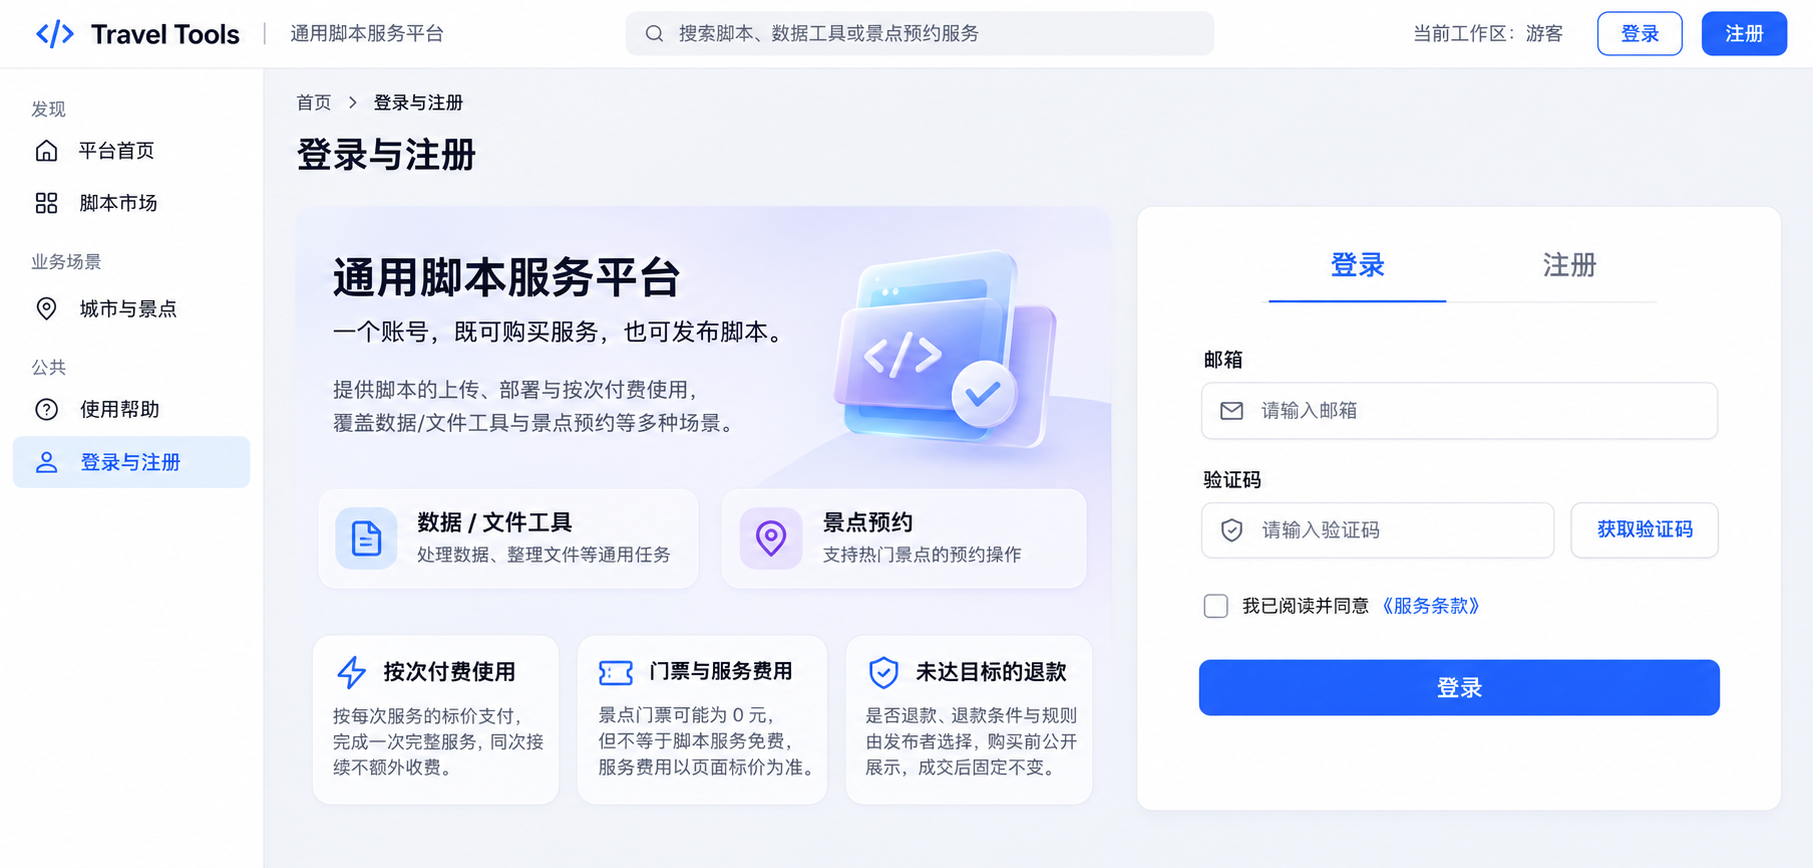 </> Travel Tools | 通用脚本服务平台
搜索脚本、数据工具或景点预约服务
当前工作区：游客
登录
注册
发现
平台首页
脚本市场
业务场景
城市与景点
公共
使用帮助
登录与注册
首页 > 登录与注册
登录与注册
通用脚本服务平台
一个账号，既可购买服务，也可发布脚本。
提供脚本的上传、部署与按次付费使用，
覆盖数据/文件工具与景点预约等多种场景。
</>
数据 / 文件工具
处理数据、整理文件等通用任务
景点预约
支持热门景点的预约操作
按次付费使用
按每次服务的标价支付，
完成一次完整服务，同次接
续不额外收费。
门票与服务费用
景点门票可能为 0 元，
但不等于脚本服务免费，
服务费用以页面标价为准。
未达目标的退款
是否退款、退款条件与规则
由发布者选择，购买前公开
展示，成交后固定不变。
登录
注册
邮箱
请输入邮箱
验证码
请输入验证码
获取验证码
我已阅读并同意 《服务条款》
登录